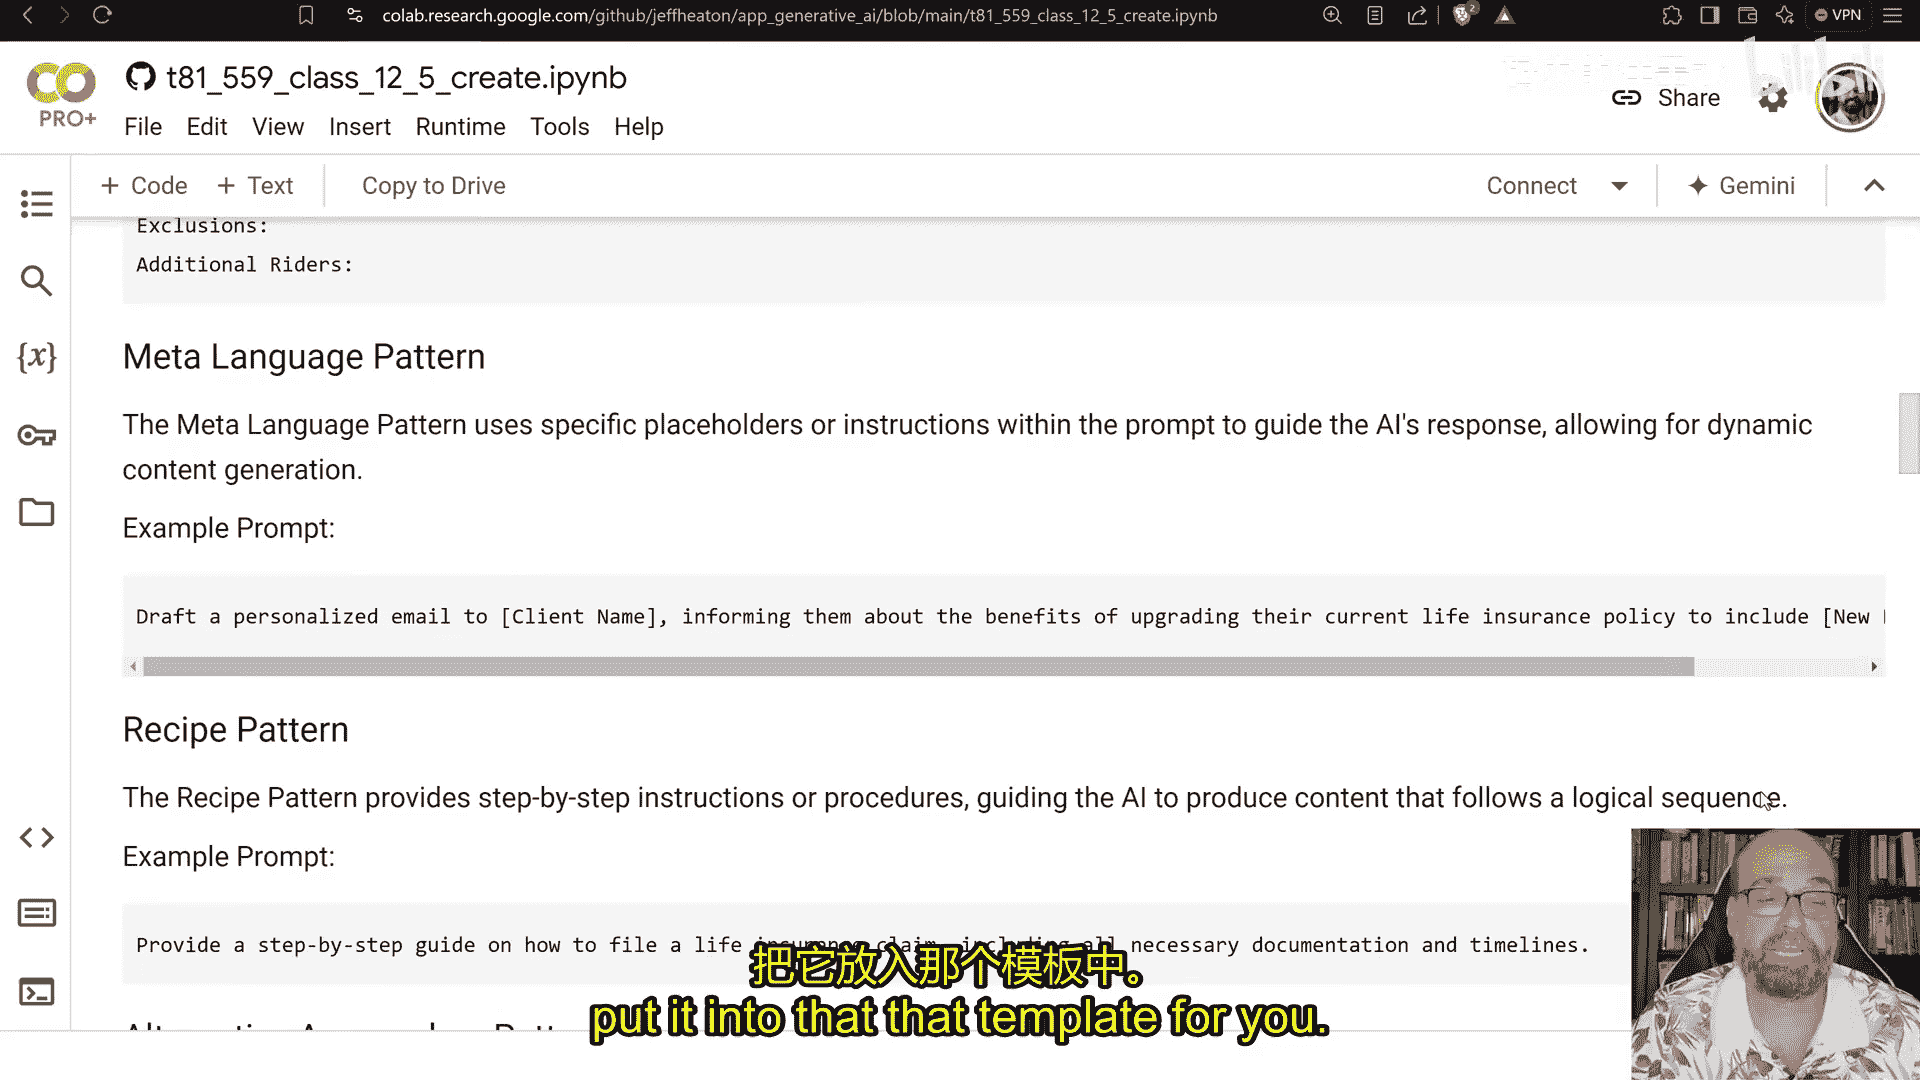 colab.research.google.com/github/jeffheaton/app_generative_ai/blob/main/t81_559_class_12_5_create.ipynb
2
VPN
t81_559_class_12_5_create.ipynb
PRO+
File Edit View Insert Runtime Tools Help
Share
bilibili
+ Code + Text Copy to Drive
Connect Gemini
Exclusions:
Additional Riders:
{x}
Meta Language Pattern
The Meta Language Pattern uses specific placeholders or instructions within the prompt to guide the AI's response, allowing for dynamic
content generation.
Example Prompt:
Draft a personalized email to [Client Name], informing them about the benefits of upgrading their current life insurance policy to include [New
Recipe Pattern
The Recipe Pattern provides step-by-step instructions or procedures, guiding the AI to produce content that follows a logical sequence.
Example Prompt:
Provide a step-by-step guide on how to file a life insurance claim, including all necessary documentation and timelines.
把它放入那个模板中。
put it into that that template for you.